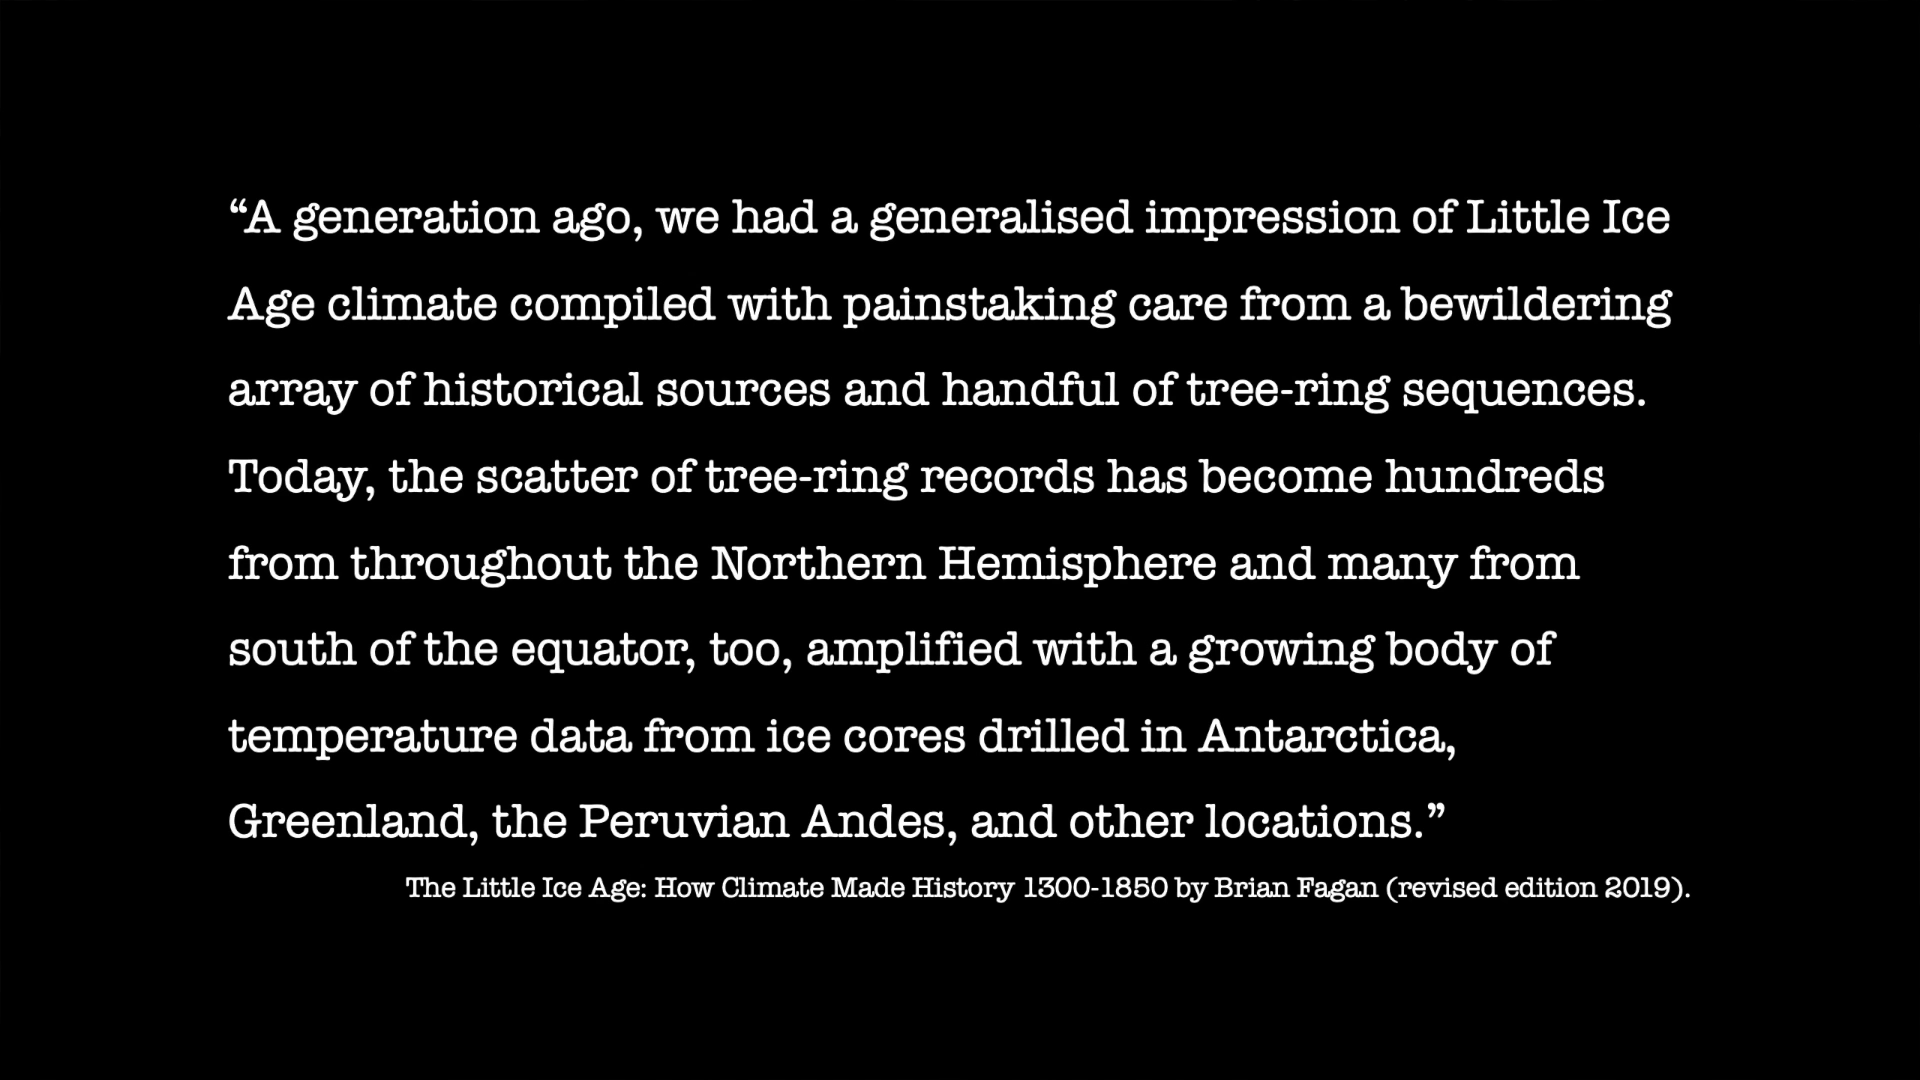 “A generation ago, we had a generalised impression of Little Ice
Age climate compiled with painstaking care from a bewildering
array of historical sources and handful of tree-ring sequences.
Today, the scatter of tree-ring records has become hundreds
from throughout the Northern Hemisphere and many from
south of the equator, too, amplified with a growing body of
temperature data from ice cores drilled in Antarctica,
Greenland, the Peruvian Andes, and other locations.”
The Little Ice Age: How Climate Made History 1300-1850 by Brian Fagan (revised edition 2019).